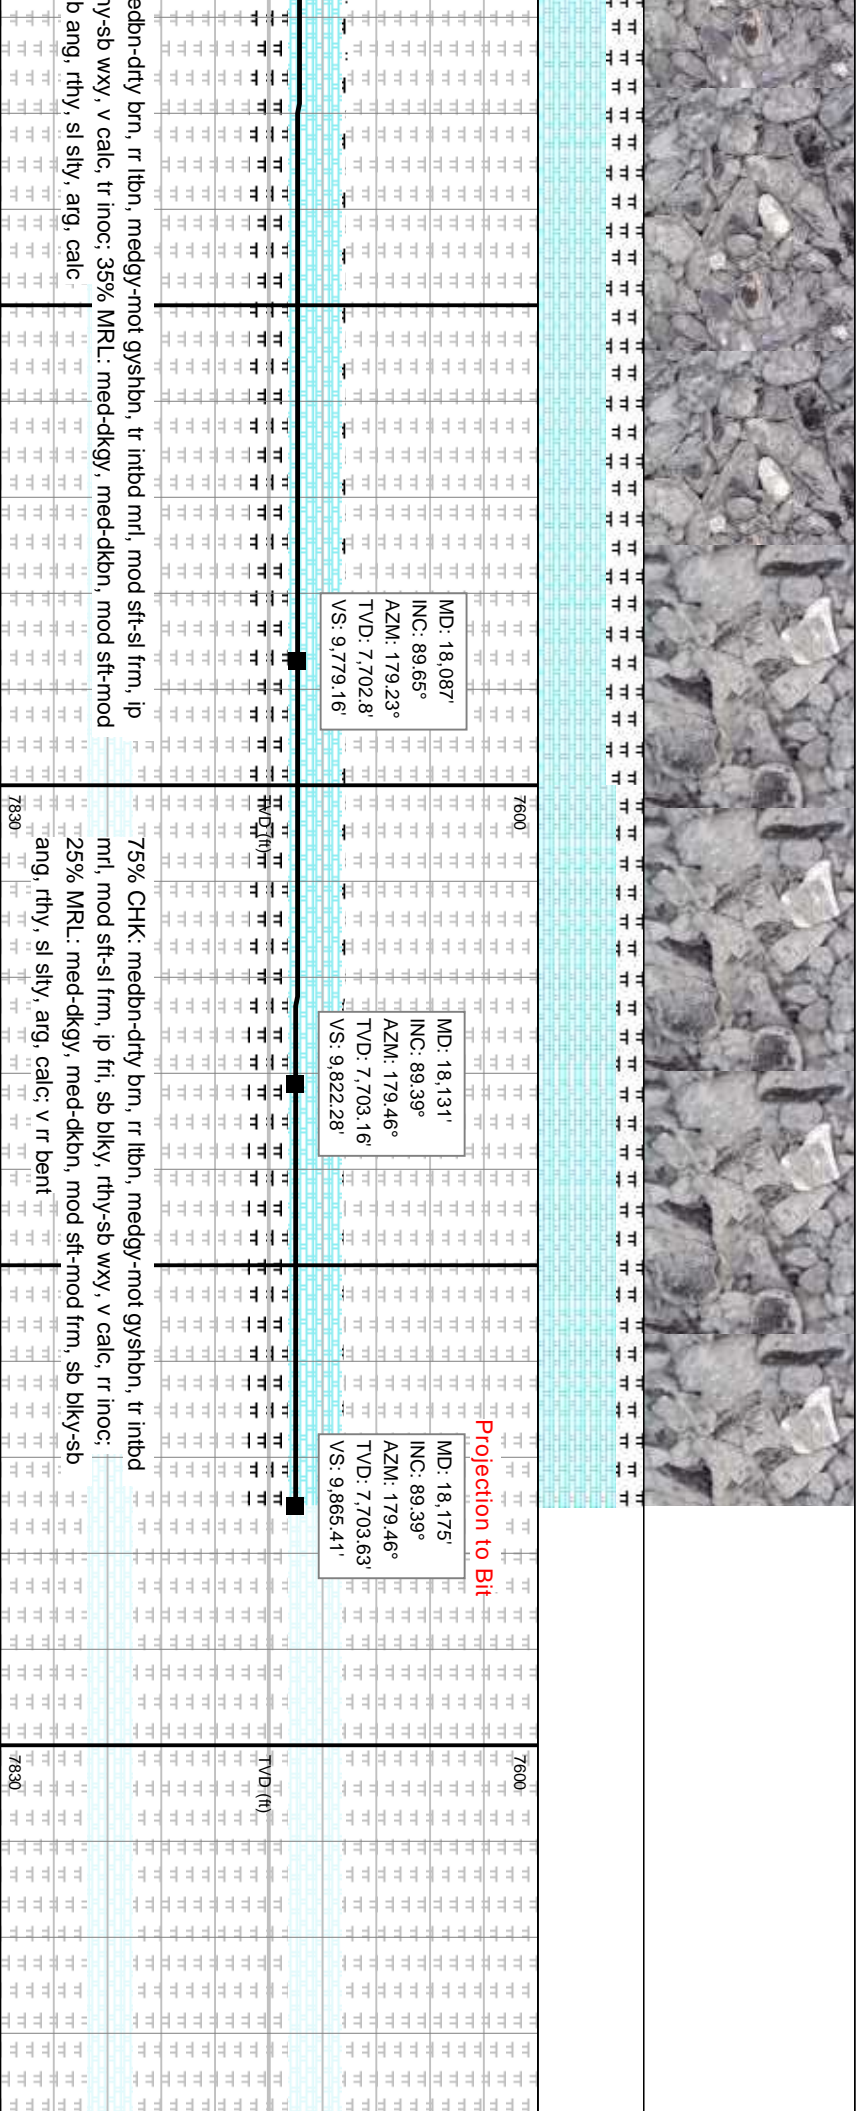 edbn-drty brn, rr ltbn, medgy-mot gyshbn, tr intbd mrl, mod sft-sl frm, ip
hy-sb wxy, v calc, tr inoc; 35% MRL: med-dkgy, med-dkbn, mod sft-mod
b ang, rthy, sl slty, arg, calc
MD: 18,087'
INC: 89.65°
AZM: 179.23°
TVD: 7,702.8'
VS: 9,779.16'
7600
TVD (ft)
7830
75% CHK: medbn-drty brn, rr ltbn, medgy-mot gyshbn, tr intbd
mrl, mod sft-sl frm, ip fri, sb blky, rthy-sb wxy, v calc, rr inoc;
25% MRL: med-dkgy, med-dkbn, mod sft-mod frm, sb blky-sb
ang, rthy, sl slty, arg, calc; v rr bent
MD: 18,131'
INC: 89.39°
AZM: 179.46°
TVD: 7,703.16'
VS: 9,822.28'
Projection to Bit
MD: 18,175'
INC: 89.39°
AZM: 179.46°
TVD: 7,703.63'
VS: 9,865.41'
7600
TVD (ft)
7830